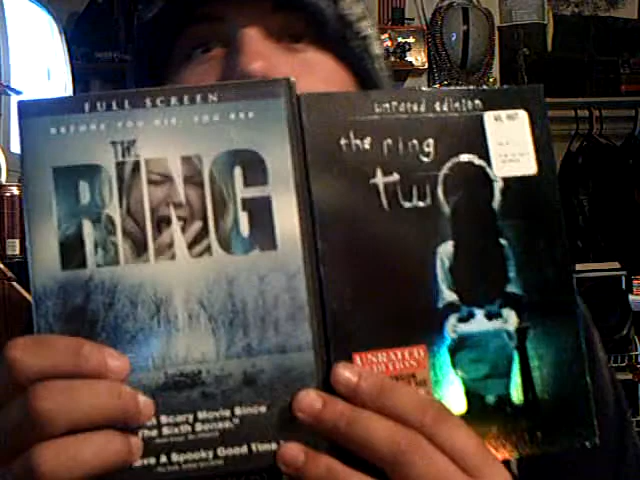 FULL SCREEN
BEFORE YOU DIE, YOU SEE
THE
RING
Scary Movie Since
The Sixth Sense."
ve a Spooky Good Time
unrated edition
the ring
two
UNRATED
EDITION